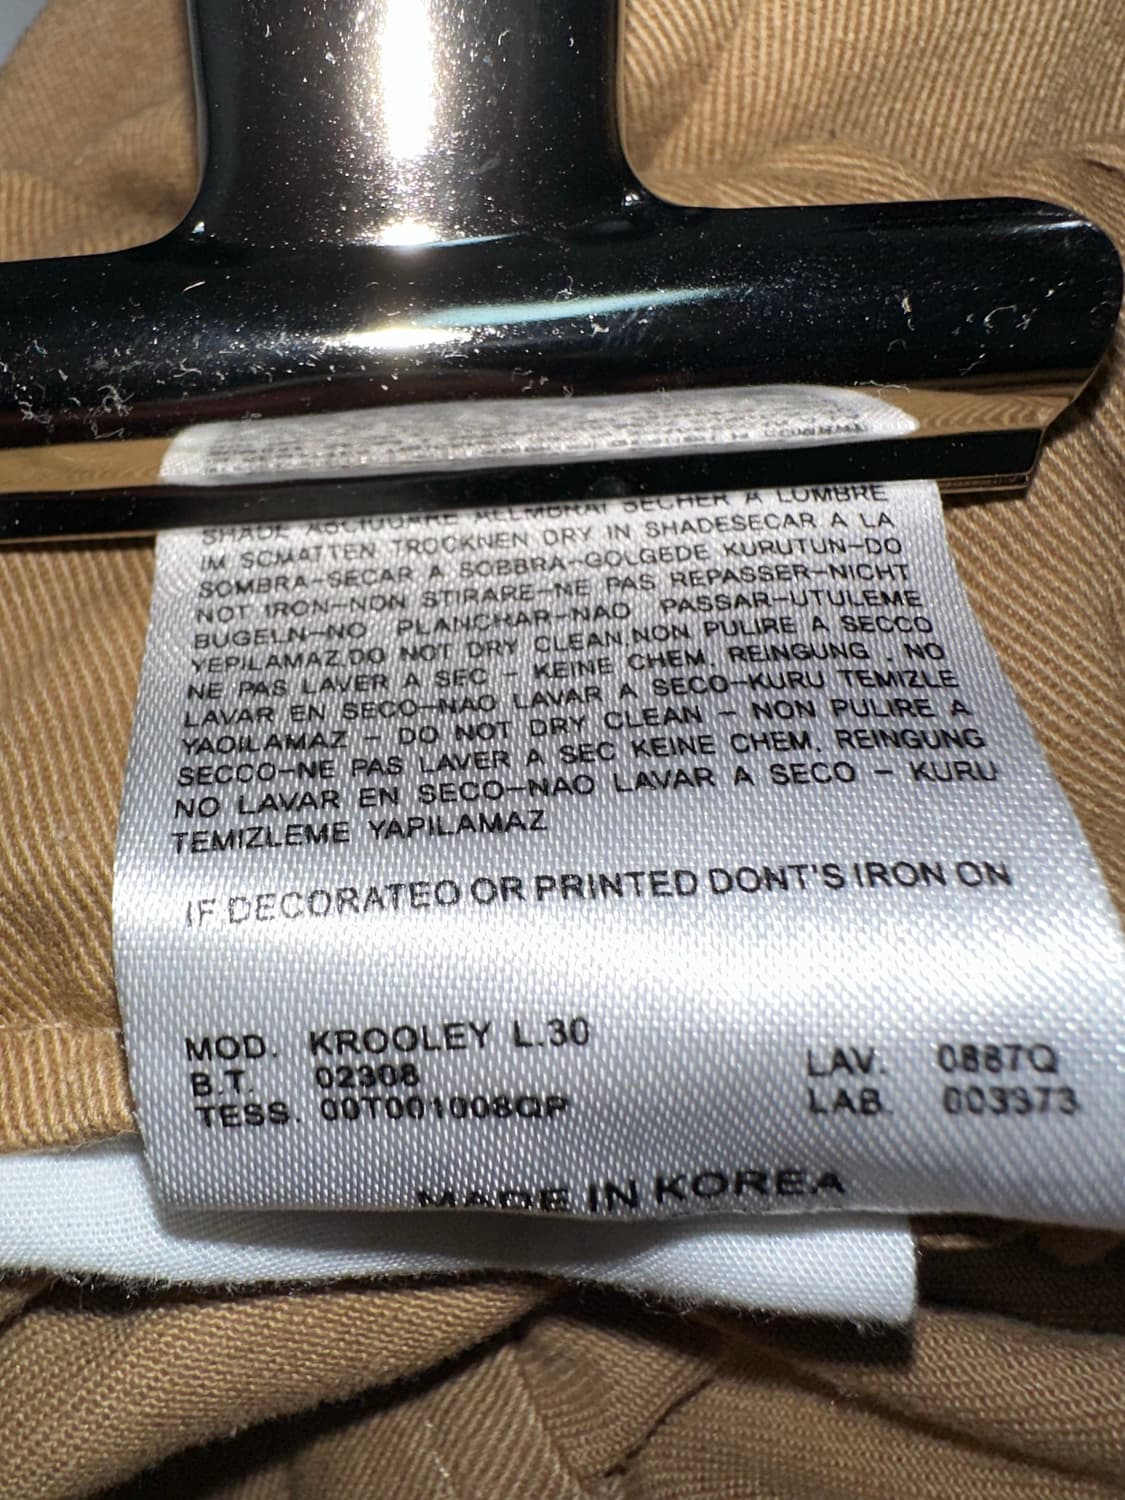 SHADE ASCIUGARE ALLMBRAI SECHER A LOMBRE
IM SCMATTEN TROCKNEN DRY IN SHADESECAR A LA
SOMBRA-SECAR A SOBBRA-GOLGEDE KURUTUN-DO
NOT IRON-NON STIRARE-NE PAS REPASSER-NICHT
BUGELN-NO PLANCHAR-NAO PASSAR-UTULEME
YEPILAMAZ.DO NOT DRY CLEAN.NON PULIRE A SECCO
NE PAS LAVER A SEC - KEINE CHEM. REINGUNG . NO
LAVAR EN SECO-NAO LAVAR A SECO-KURU TEMIZLE
YAOILAMAZ - DO NOT DRY CLEAN - NON PULIRE A
SECCO-NE PAS LAVER A SEC KEINE CHEM. REINGUNG
NO LAVAR EN SECO-NAO LAVAR A SECO - KURU
TEMIZLEME YAPILAMAZ
IF DECORATEO OR PRINTED DONT'S IRON ON
MOD. KROOLEY L.30
B.T. 02308
TESS. 00T001008QP
LAV. 0887Q
LAB. 003973
MADE IN KOREA